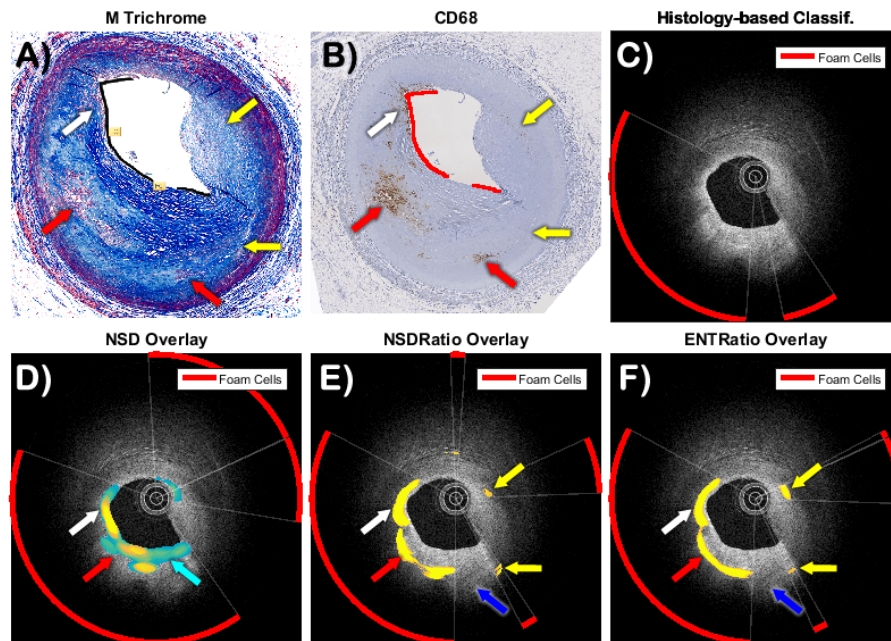 M Trichrome
CD68
Histology-based Classif.
A)
B)
C)
Foam Cells
NSD Overlay
NSDRatio Overlay
ENTRatio Overlay
D)
Foam Cells
E)
Foam Cells
F)
Foam Cells